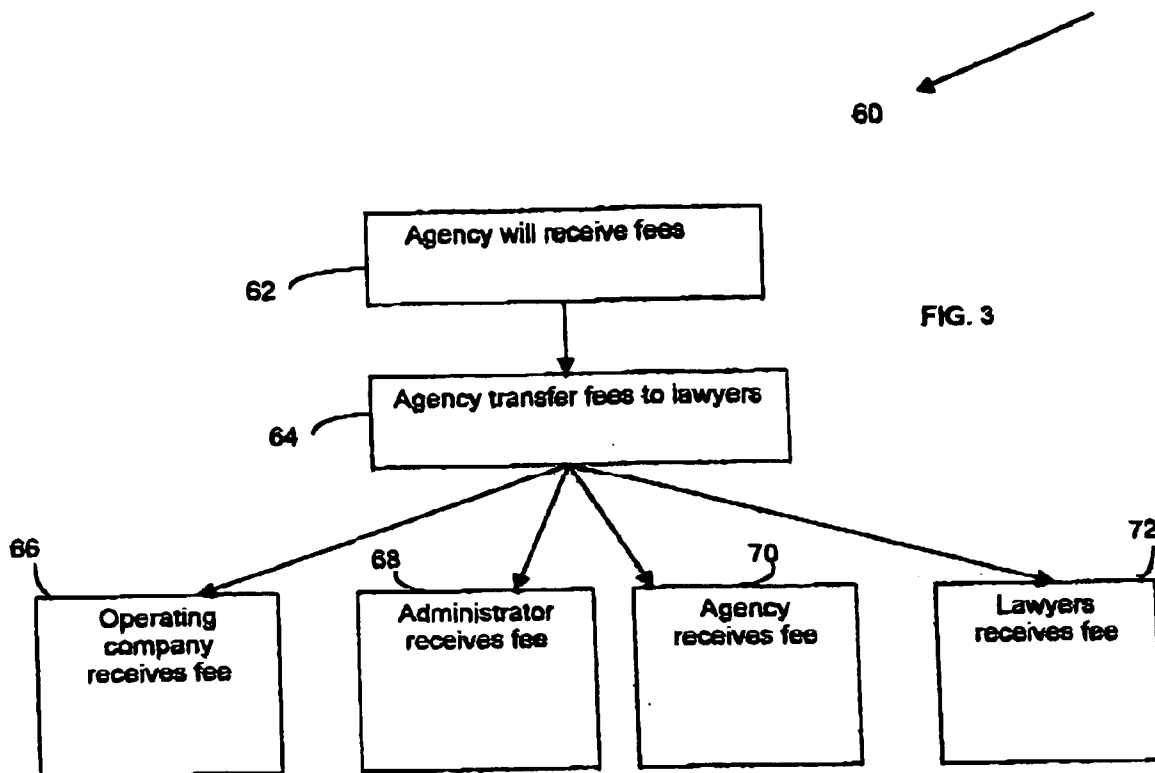 60
Agency will receive fees
62
FIG. 3
Agency transfer fees to lawyers
64
66
Operating
company
receives fee
68
Administrator
receives fee
70
Agency
receives fee
72
Lawyers
receives fee